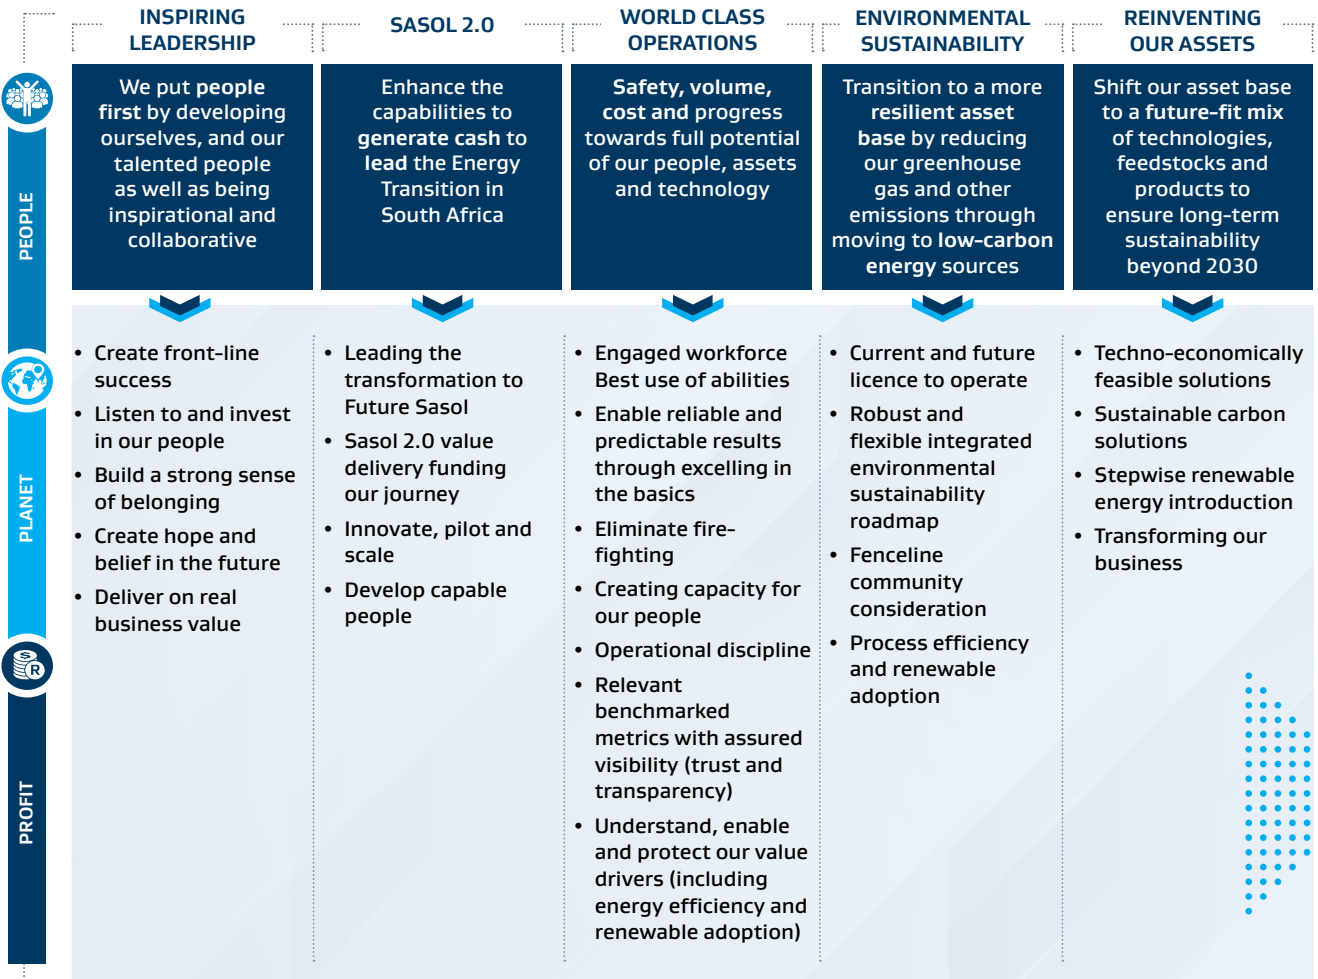 INSPIRING
LEADERSHIP
We put people
first by developing
ourselves, and our
talented people
as well as being
inspirational and
collaborative
• Create front-line
success
• Listen to and invest
in our people
• Build a strong sense
of belonging
• Create hope and
belief in the future
• Deliver on real
business value
SASOL 2.0
Enhance the
capabilities to
generate cash to
lead the Energy
Transition in
South Africa
• Leading the
transformation to
Future Sasol
• Sasol 2.0 value
delivery funding
our journey
• Innovate, pilot and
scale
• Develop capable
people
WORLD CLASS
OPERATIONS
Safety, volume,
cost and progress
towards full potential
of our people, assets
and technology
• Engaged workforce
Best use of abilities
• Enable reliable and
predictable results
through excelling in
the basics
• Eliminate fire-
fighting
• Creating capacity for
our people
• Operational discipline
• Relevant
benchmarked
metrics with assured
visibility (trust and
transparency)
• Understand, enable
and protect our value
drivers (including
energy efficiency and
renewable adoption)
ENVIRONMENTAL
SUSTAINABILITY
Transition to a more
resilient asset
base by reducing
our greenhouse
gas and other
emissions through
moving to low-carbon
energy sources
• Current and future
licence to operate
• Robust and
flexible integrated
environmental
sustainability
roadmap
• Fenceline
community
consideration
• Process efficiency
and renewable
adoption
REINVENTING
OUR ASSETS
Shift our asset base
to a future-fit mix
of technologies,
feedstocks and
products to
ensure long-term
sustainability
beyond 2030
• Techno-economically
feasible solutions
• Sustainable carbon
solutions
• Stepwise renewable
energy introduction
• Transforming our
business
PEOPLE
PLANET
S
R
PROFIT